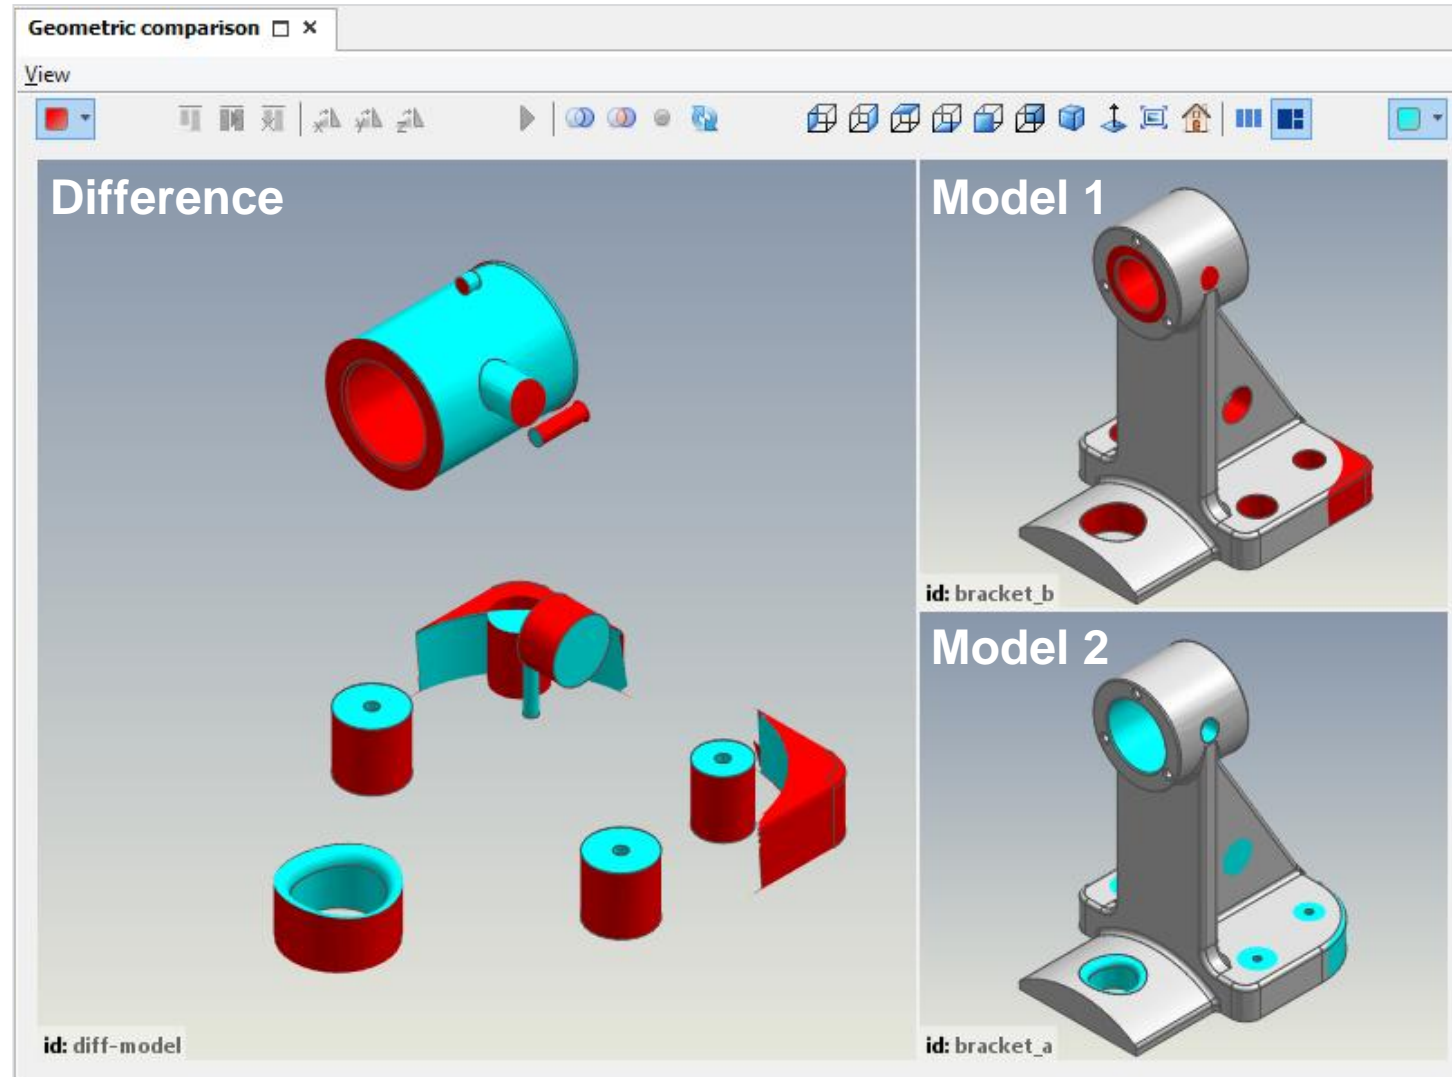 Geometric comparison
View
Difference
Model 1
id: bracket_b
Model 2
id: diff-model
id: bracket_a